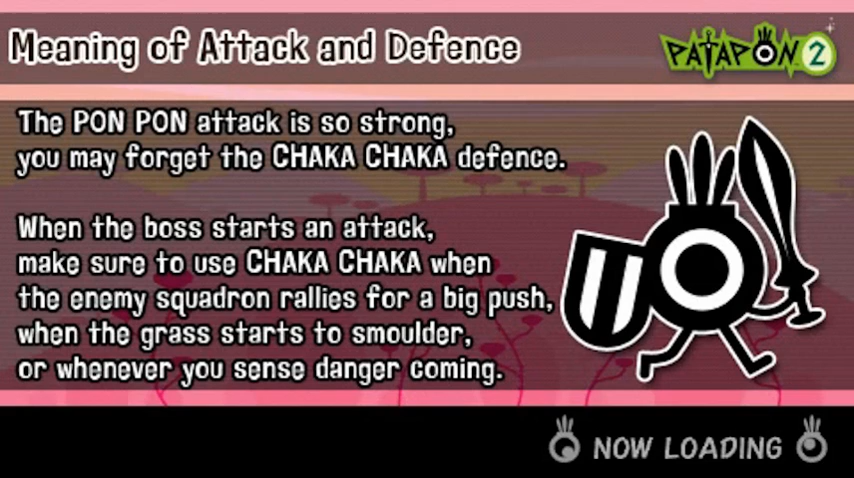 Meaning of Attack and Defence
PATAPON 2
The PON PON attack is so strong,
you may forget the CHAKA CHAKA defence.
When the boss starts an attack,
make sure to use CHAKA CHAKA when
the enemy squadron rallies for a big push,
when the grass starts to smoulder,
or whenever you sense danger coming.
NOW LOADING